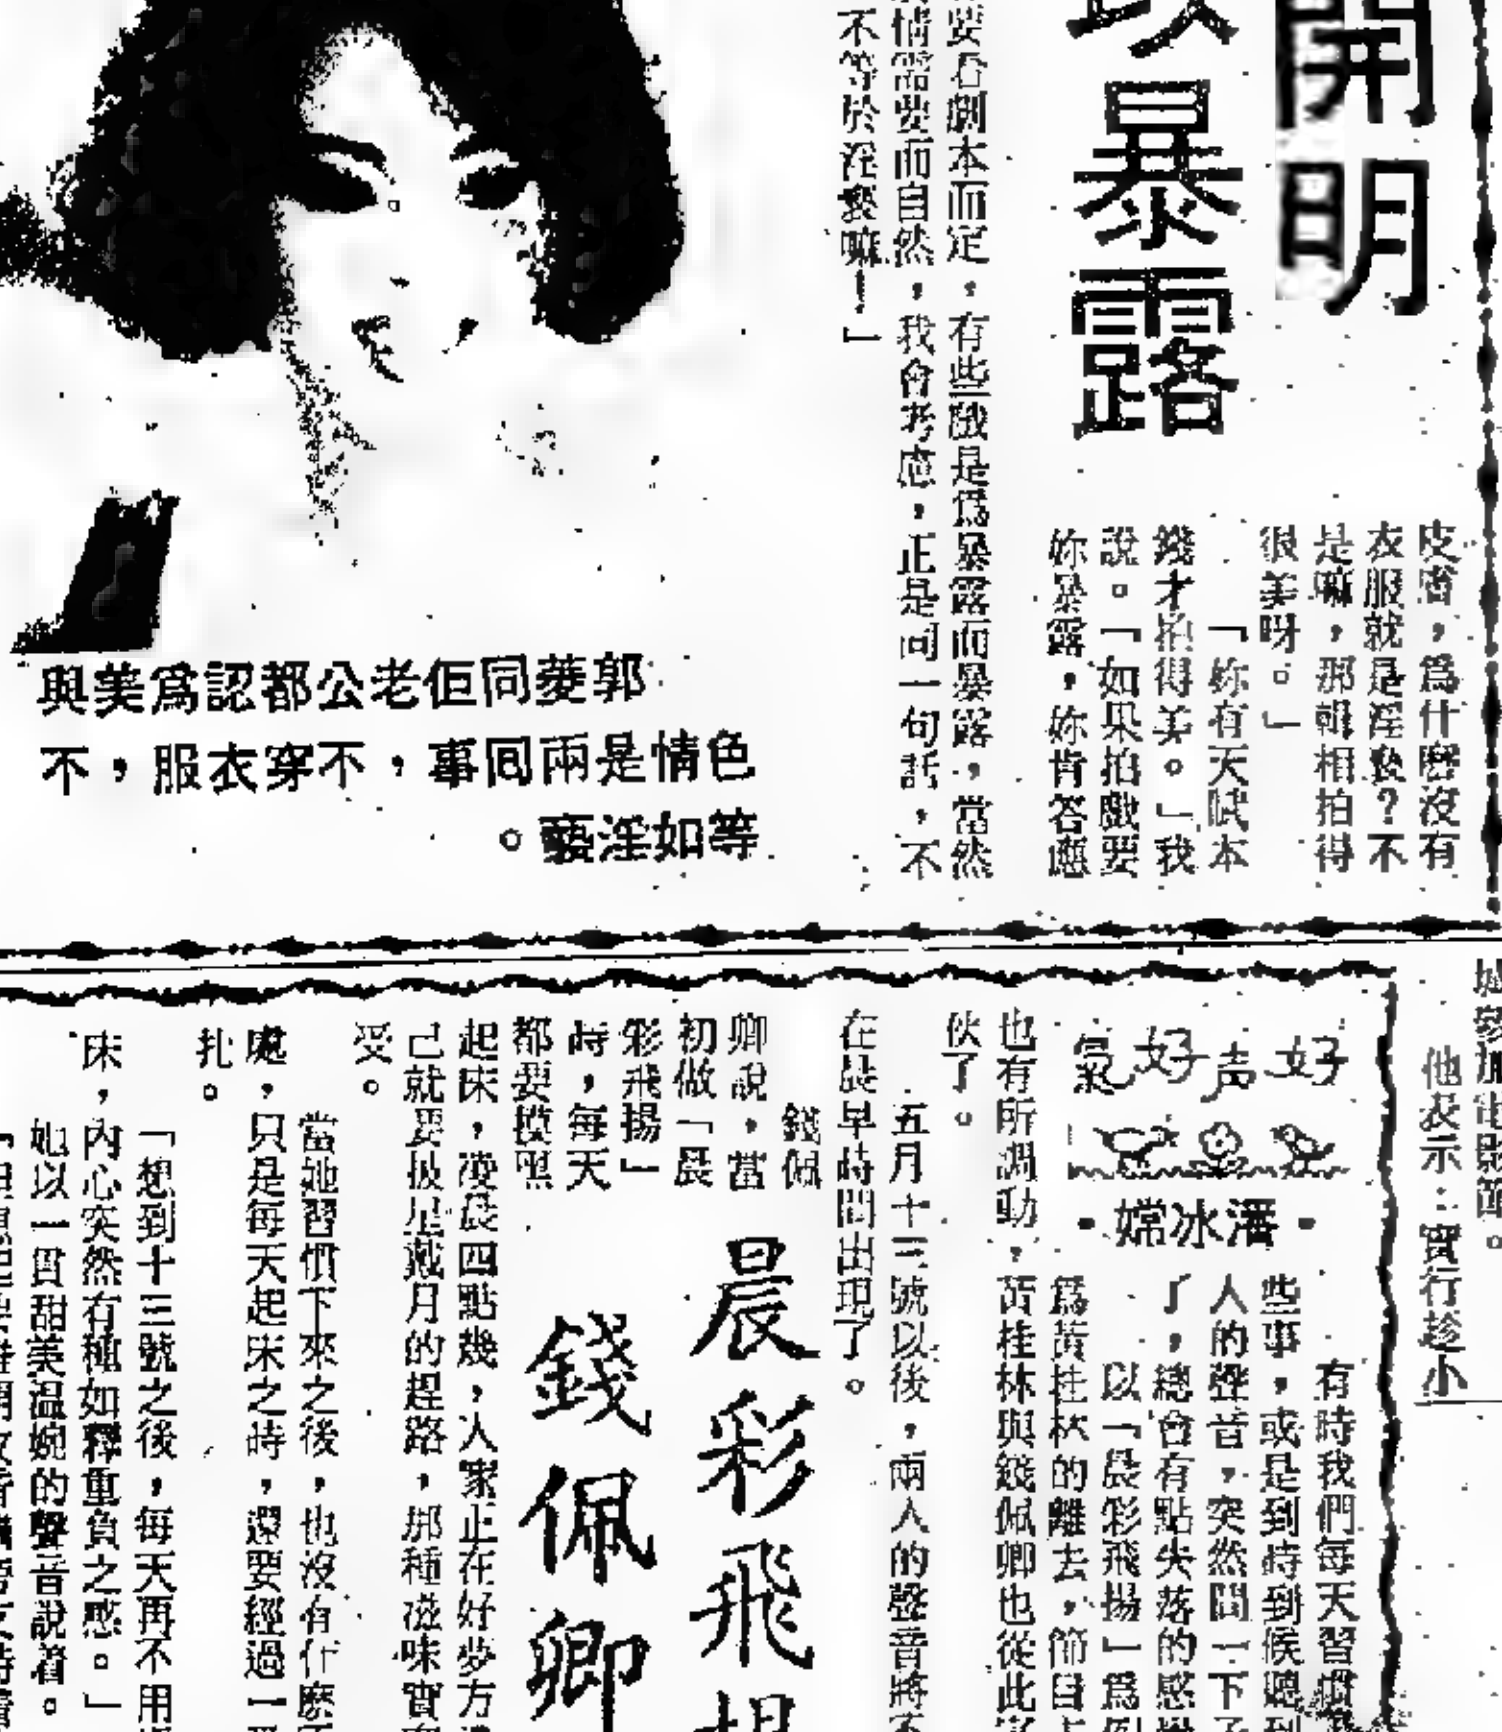 開明
暴露
皮膚，爲什麽沒有
衣服就是淫褻？不
是嘛，那輯相拍得
很美呀。」
「妳有天賦本
錢才拍得美。」我
說。「如果拍戲要
妳暴露，妳肯答應
要看劇本而定，有些戲是爲暴露而暴露，當然
情需要而自然，我會考慮，正是同一句話，不
不等於淫褻嘛！」
郭菱同佢老公都認爲美與
色情是兩回事，不穿衣服，不
等如淫褻。
參加電影節。
他表示：實行趁小
好声好氣
·潘冰嫦·
有時我們每天習慣
些事，或是到時到候聽到
人的聲音，突然間一下子
了，總會有點失落的感
以「晨彩飛揚」爲例
爲黃桂林的離去，節目
也有所調動，黃桂林與錢佩卿也從此
伙了。
五月十三號以後，兩人的聲音將不
在晨早時間出現了。
晨彩飛揚
錢佩卿
錢佩
卿說，當
初做「晨
彩飛揚」
時，每天
都要摸黑
起床，凌晨四點幾，人家正在好夢方
己就要披星戴月的趕路，那種滋味實
受。
當她習慣下來之後，也沒有什麽
處，只是每天起床之時，還要經過一
扎。
「想到十三號之後，每天再不用
床，內心突然有種如釋重負之感。」
她以一貫甜美温婉的聲音說着。